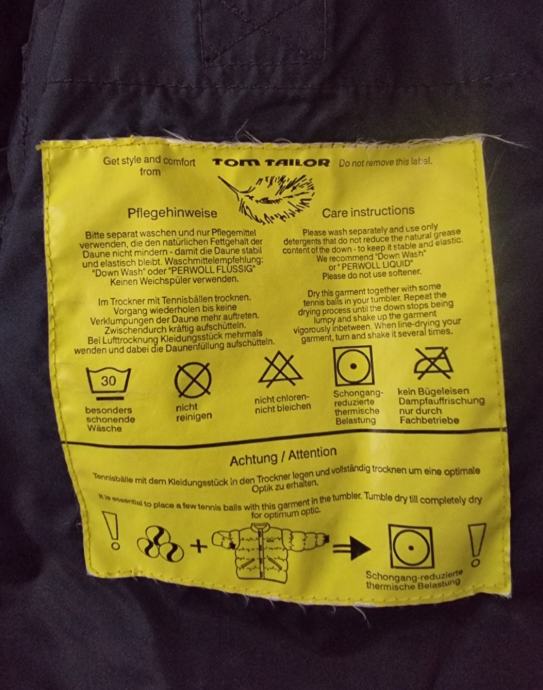 Get style and comfort from
TOM TAILOR
Do not remove this label.
Pflegehinweise
Bitte separat waschen und nur Pflegemittel
verwenden, die den natürlichen Fettgehalt der
Daune nicht mindern - damit die Daune stabil
und elastisch bleibt. Waschmittelempfehlung:
"Down Wash" oder "PERWOLL FLÜSSIG"
Keinen Weichspüler verwenden.
Im Trockner mit Tennisbällen trocknen.
Vorgang wiederholen bis keine
Verklumpungen der Daune mehr auftreten.
Zwischendurch kräftig aufschütteln.
Bei Lufttrocknung Kleidungsstück mehrmals
wenden und dabei die Daunenfüllung aufschütteln.
Care instructions
Please wash separately and use only
detergents that do not reduce the natural grease
content of the down - to keep it stable and elastic.
We recommend "Down Wash"
or "PERWOLL LIQUID"
Please do not use softener.
Dry this garment together with some
tennis balls in your tumbler. Repeat the
drying process until the down stops being
lumpy and shake up the garment
vigorously inbetween. When line-drying your
garment, turn and shake it several times.
30
besonders
schonende
Wäsche
nicht
reinigen
nicht chloren-
nicht bleichen
Schongang-
reduzierte
thermische
Belastung
kein Bügeleisen
Dampfauffrischung
nur durch
Fachbetriebe
Achtung / Attention
Tennisbälle mit dem Kleidungsstück in den Trockner legen und vollständig trocknen um eine optimale
Optik zu erhalten.
It is essential to place a few tennis balls with this garment in the tumbler. Tumble dry till completely dry
for optimum optic.
! + !
Schongang-reduzierte
thermische Belastung